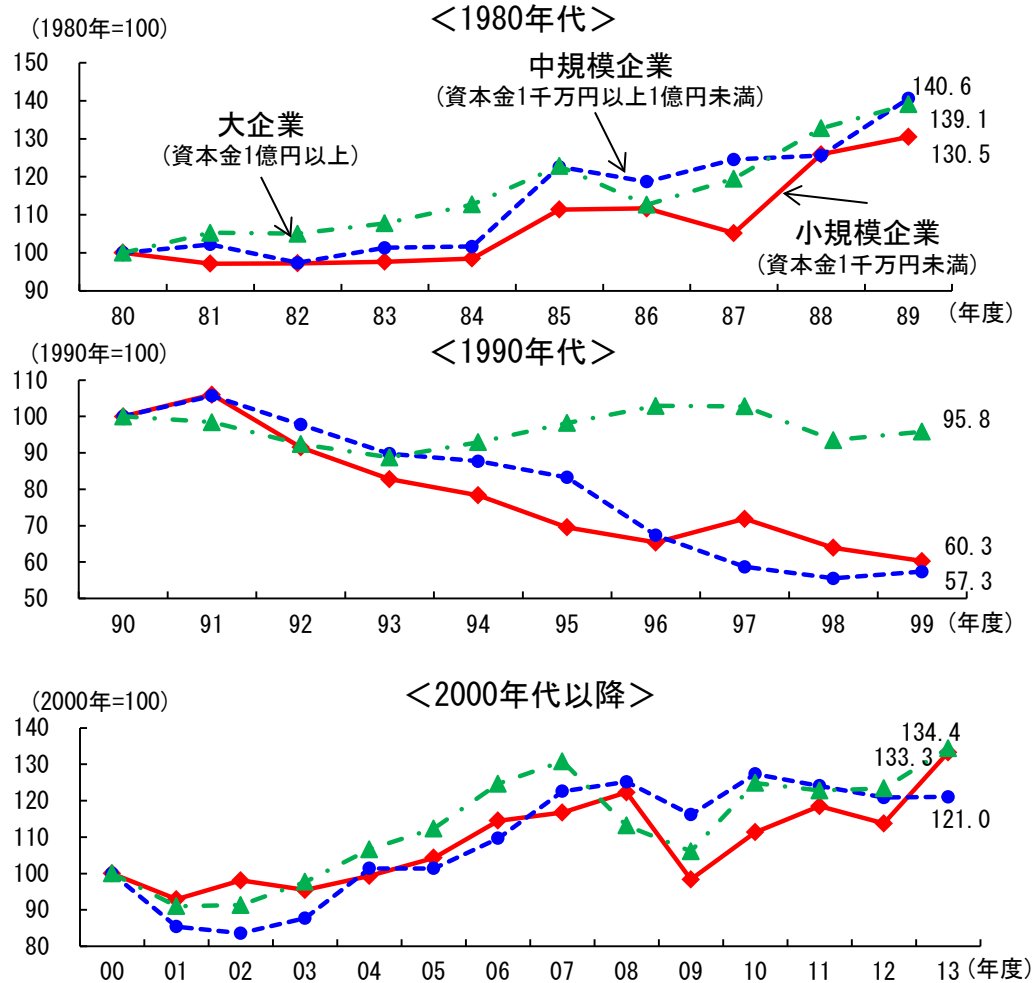 ＜1980年代＞
(1980年=100)
150
140
130
120
110
100
90
大企業
(資本金1億円以上)
中規模企業
(資本金1千万円以上1億円未満)
小規模企業
(資本金1千万円未満)
140.6
139.1
130.5
80 81 82 83 84 85 86 87 88 89 (年度)
＜1990年代＞
(1990年=100)
110
100
90
80
70
60
50
95.8
60.3
57.3
90 91 92 93 94 95 96 97 98 99 (年度)
＜2000年代以降＞
(2000年=100)
140
130
120
110
100
90
80
134.4
133.3
121.0
00 01 02 03 04 05 06 07 08 09 10 11 12 13 (年度)